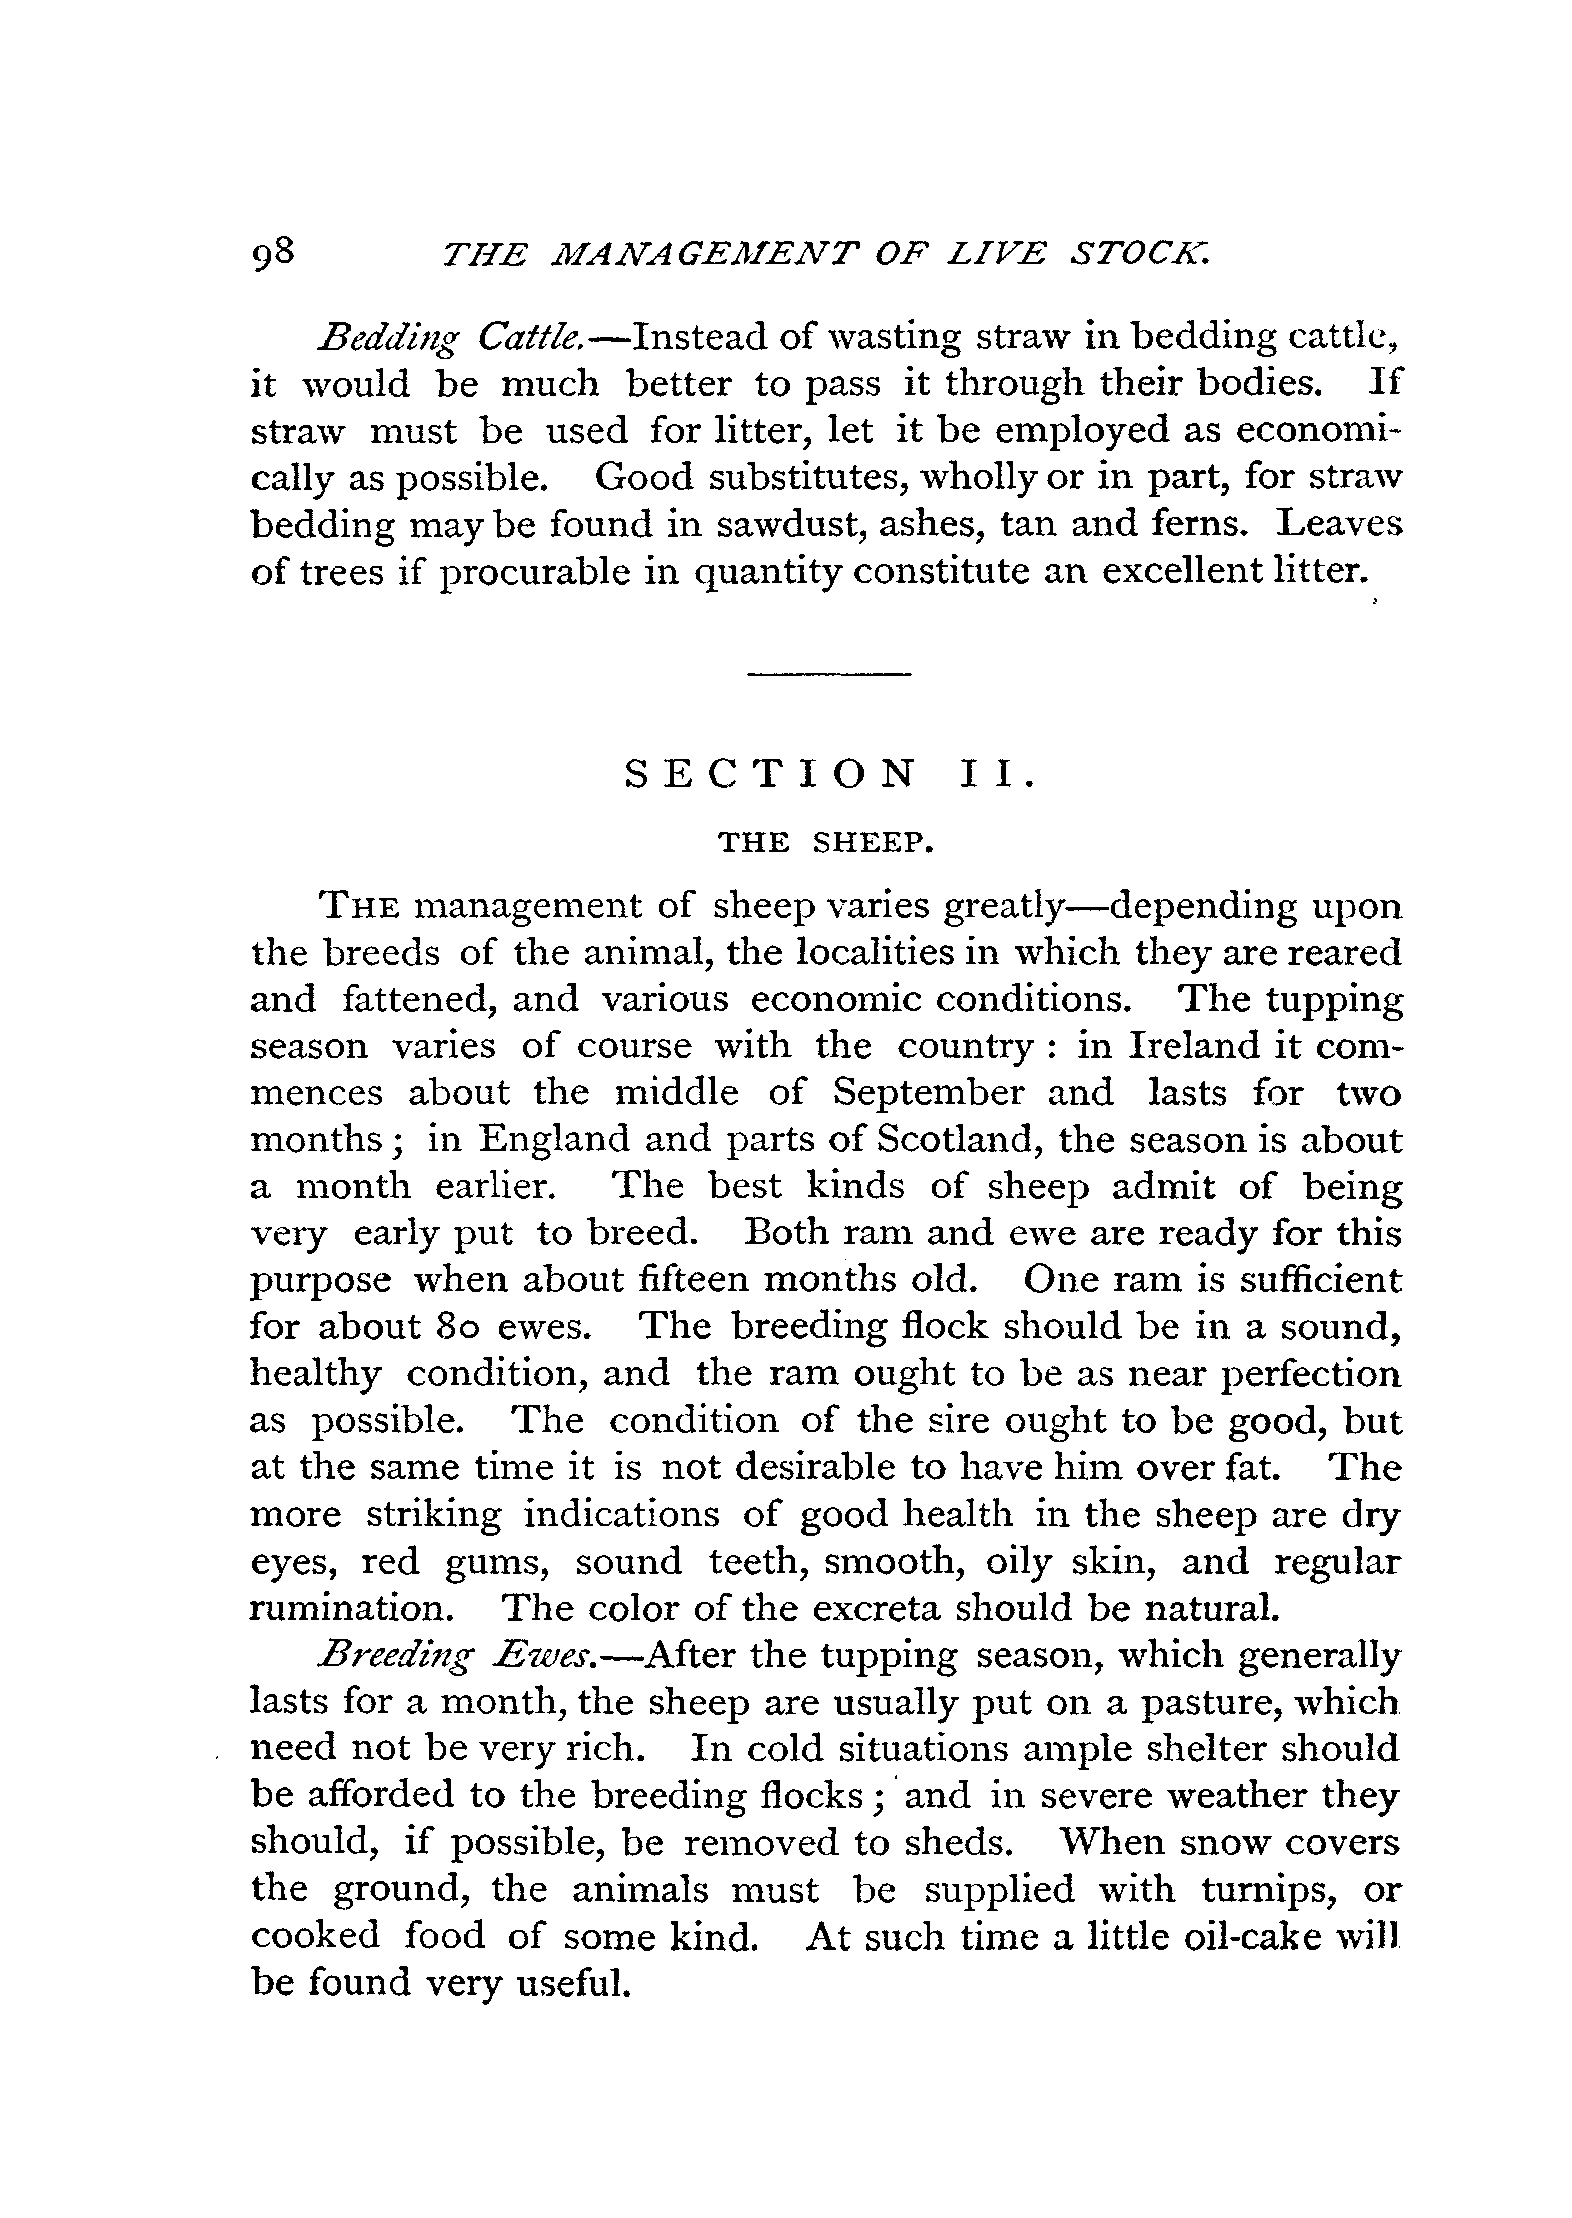 98 THE MANAGEMENT OF LIVE STOCK.
Bedding Cattle.—Instead of wasting straw in bedding cattle,
it would be much better to pass it through their bodies. If
straw must be used for litter, let it be employed as economi-
cally as possible. Good substitutes, wholly or in part, for straw
bedding may be found in sawdust, ashes, tan and ferns. Leaves
of trees if procurable in quantity constitute an excellent litter.
SECTION II.
THE SHEEP.
THE management of sheep varies greatly—depending upon
the breeds of the animal, the localities in which they are reared
and fattened, and various economic conditions. The tupping
season varies of course with the country : in Ireland it com-
mences about the middle of September and lasts for two
months ; in England and parts of Scotland, the season is about
a month earlier. The best kinds of sheep admit of being
very early put to breed. Both ram and ewe are ready for this
purpose when about fifteen months old. One ram is sufficient
for about 80 ewes. The breeding flock should be in a sound,
healthy condition, and the ram ought to be as near perfection
as possible. The condition of the sire ought to be good, but
at the same time it is not desirable to have him over fat. The
more striking indications of good health in the sheep are dry
eyes, red gums, sound teeth, smooth, oily skin, and regular
rumination. The color of the excreta should be natural.
Breeding Ewes.—After the tupping season, which generally
lasts for a month, the sheep are usually put on a pasture, which
need not be very rich. In cold situations ample shelter should
be afforded to the breeding flocks ; and in severe weather they
should, if possible, be removed to sheds. When snow covers
the ground, the animals must be supplied with turnips, or
cooked food of some kind. At such time a little oil-cake will
be found very useful.